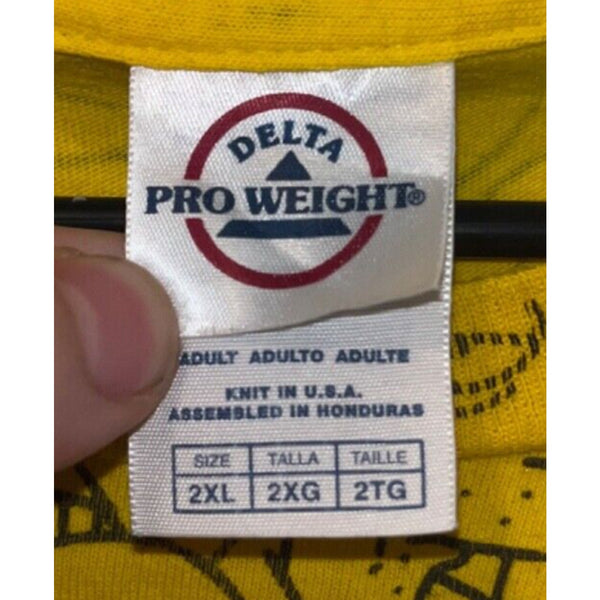 DELTA
PRO WEIGHT®
ADULT ADULTO ADULTE
KNIT IN U.S.A.
ASSEMBLED IN HONDURAS
SIZE TALLA TAILLE
2XL 2XG 2TG